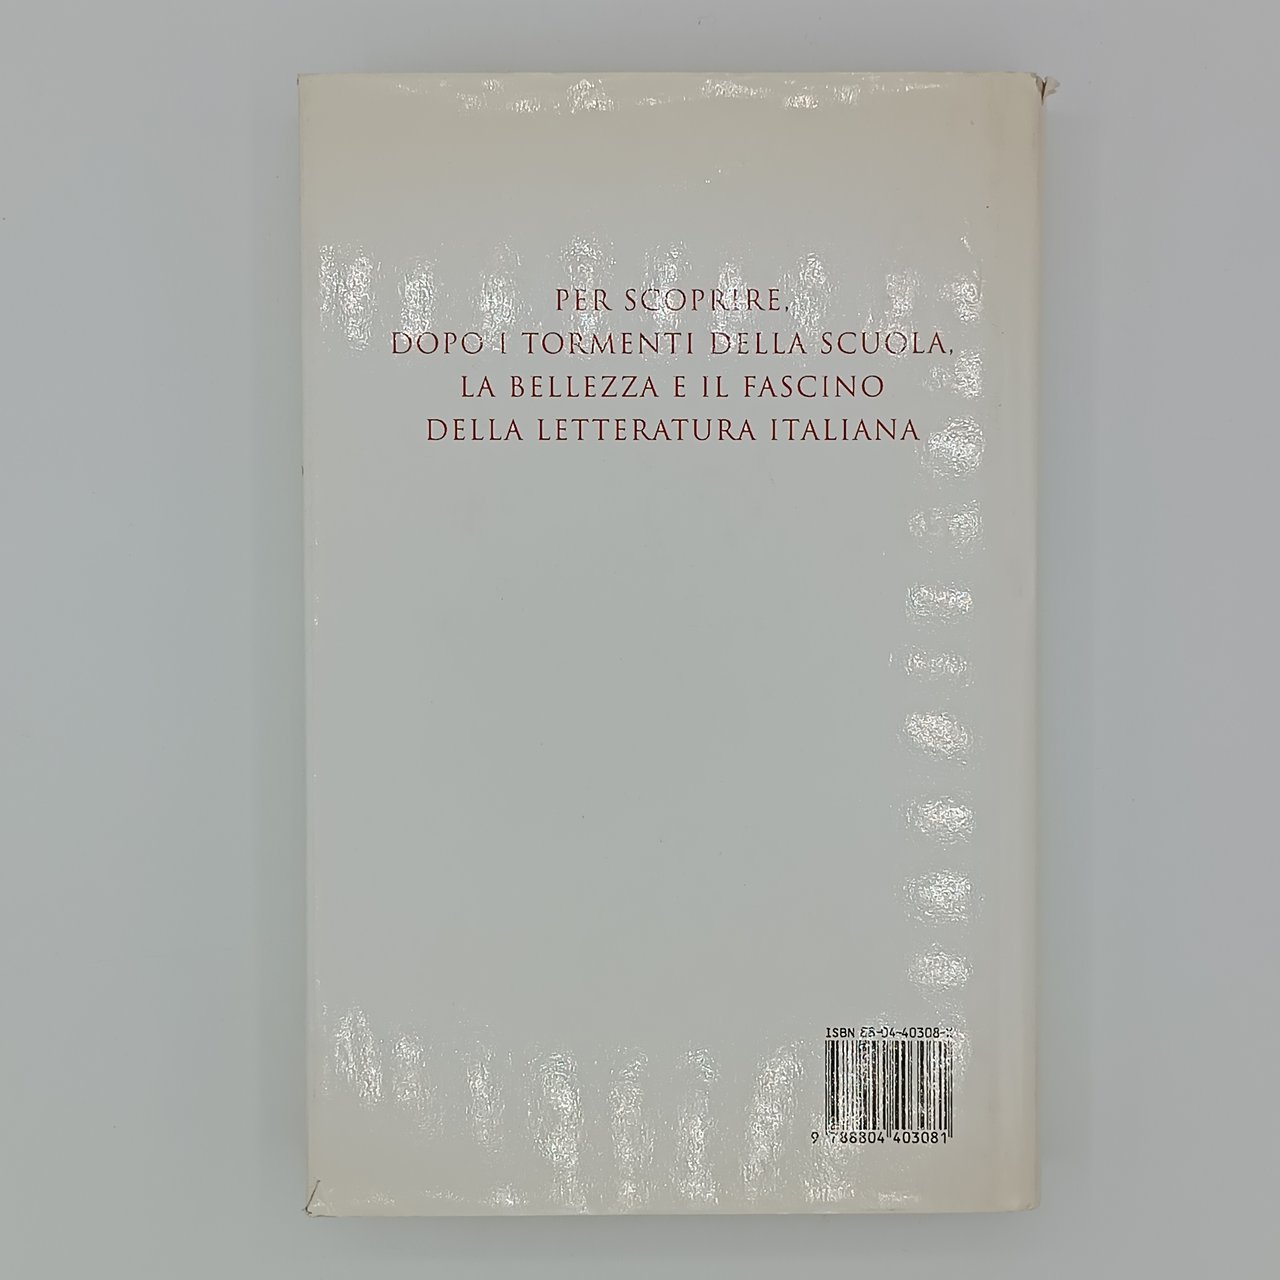 PER SCOPRIRE,
DOPO I TORMENTI DELLA SCUOLA,
LA BELLEZZA E IL FASCINO
DELLA LETTERATURA ITALIANA
ISBN 88-04-40308-X
9 788804 403081